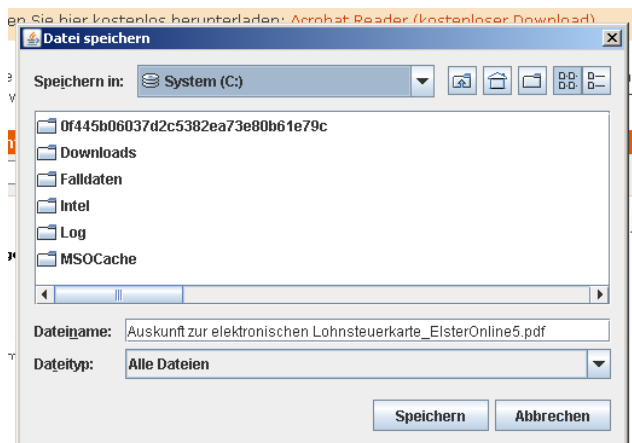 en Sie hier kostenlos herunterladen: Acrobat Reader (kostenloser Download)
Datei speichern
Speichern in: System (C:)
0f445b06037d2c5382ea73e80b61e79c
Downloads
Falldaten
Intel
Log
MSOCache
Dateiname: Auskunft zur elektronischen Lohnsteuerkarte_ElsterOnline5.pdf
Dateityp: Alle Dateien
Speichern Abbrechen